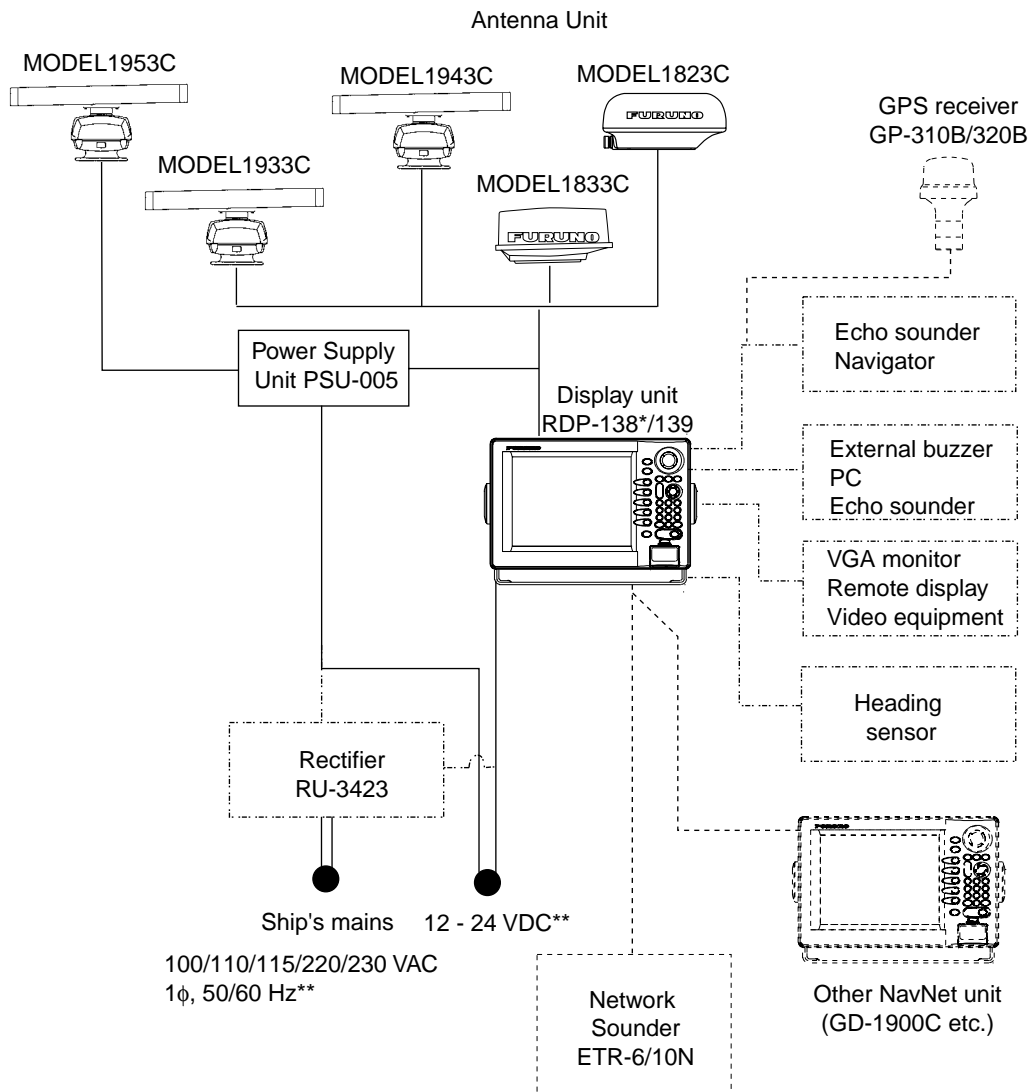 Antenna Unit
MODEL1953C
MODEL1943C
MODEL1823C
FURUNO
GPS receiver
GP-310B/320B
MODEL1933C
MODEL1833C
FURUNO
Power Supply
Unit PSU-005
Echo sounder
Navigator
Display unit
RDP-138*/139
FURUNO
External buzzer
PC
Echo sounder
VGA monitor
Remote display
Video equipment
Heading
sensor
Rectifier
RU-3423
FURUNO
Ship's mains
12 - 24 VDC**
100/110/115/220/230 VAC
1ϕ, 50/60 Hz**
Network
Sounder
ETR-6/10N
Other NavNet unit
(GD-1900C etc.)